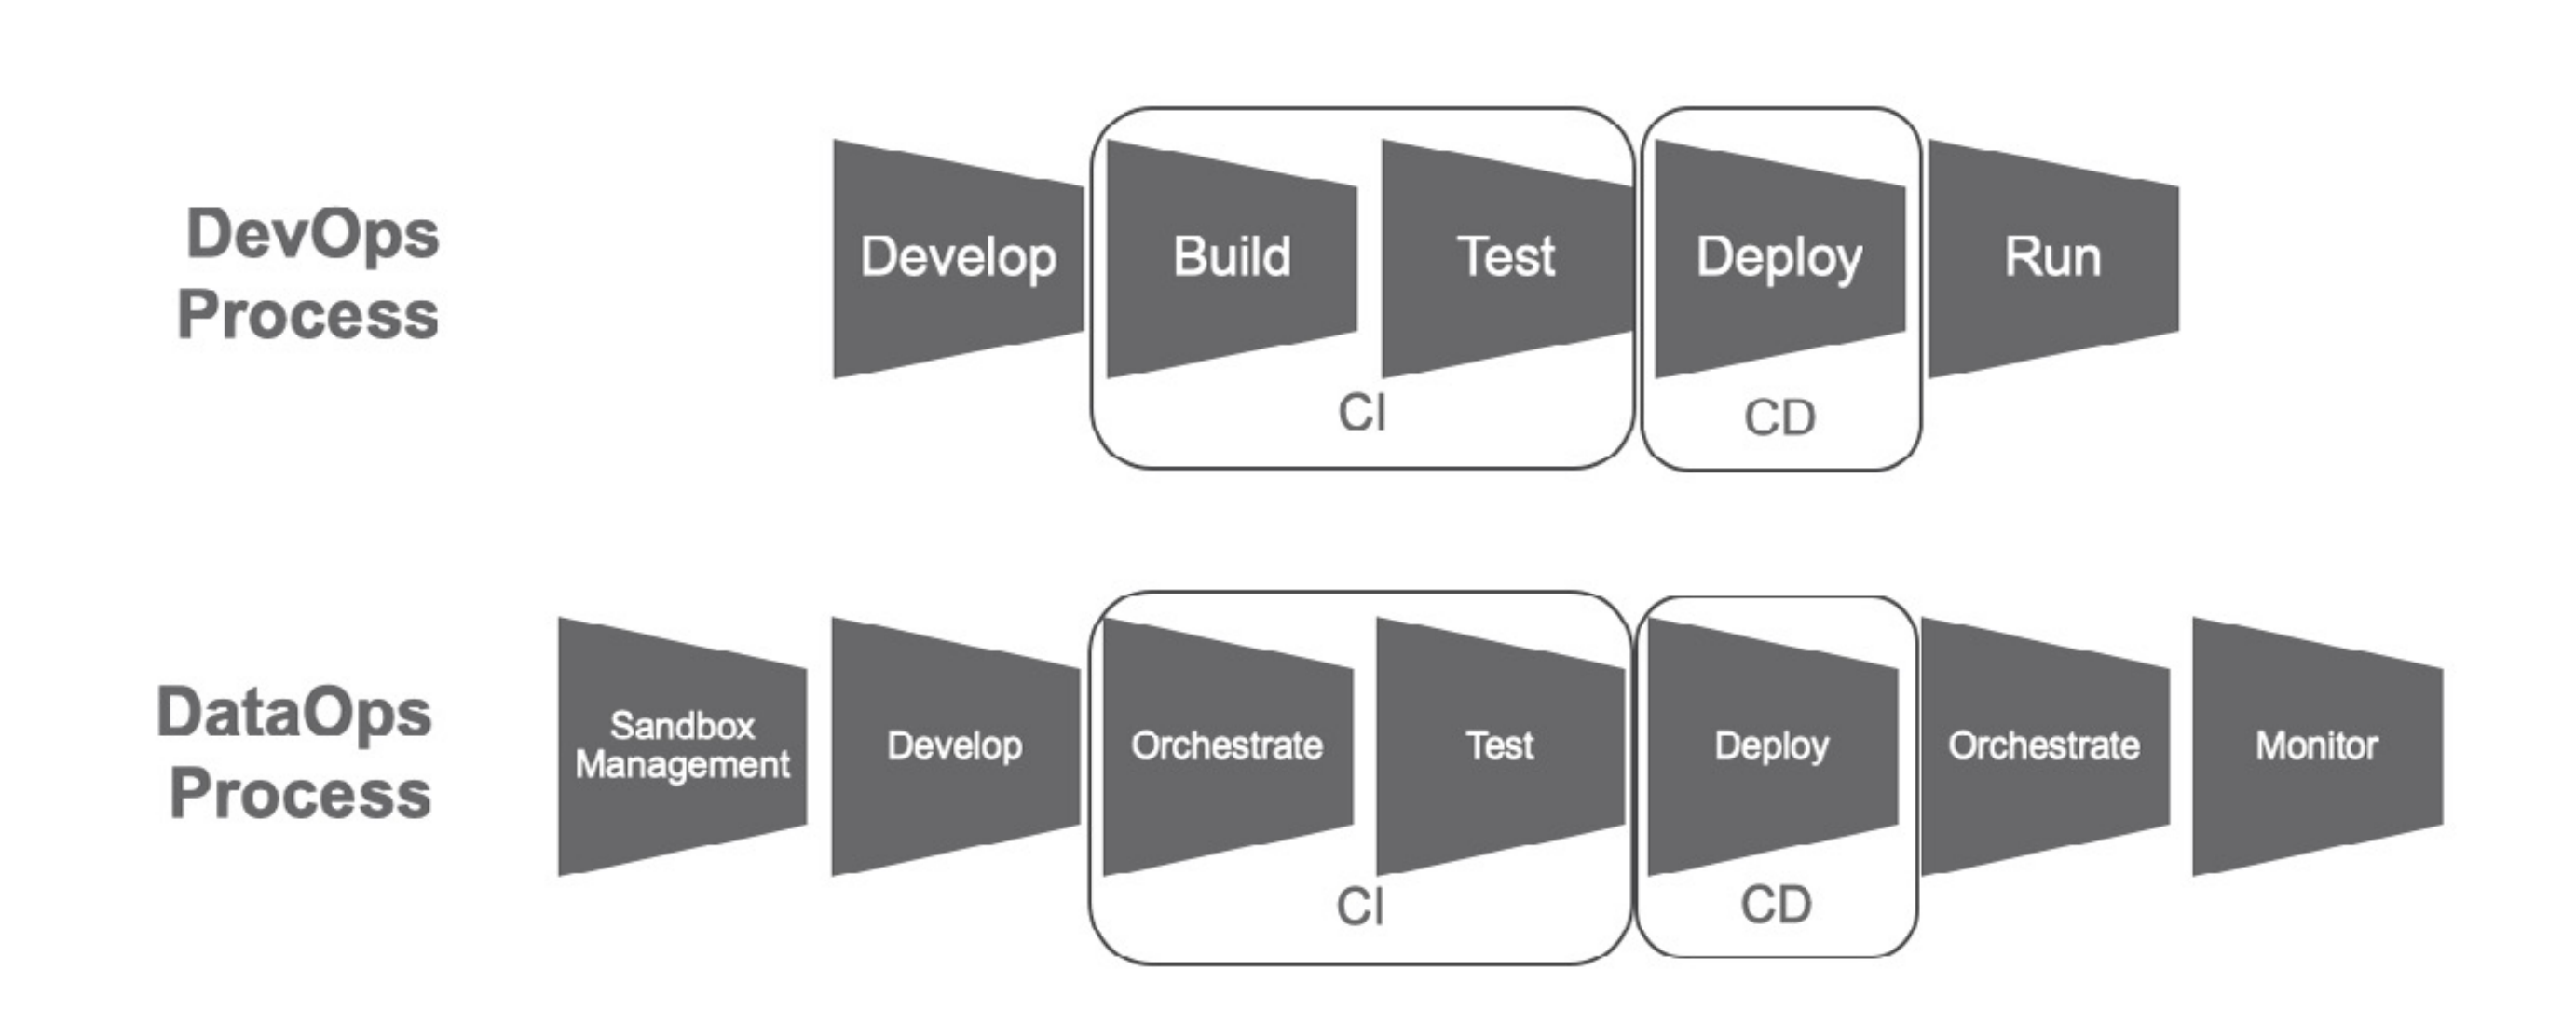 DevOps
Process
Develop
Build
Test
Deploy
Run
CI
CD
DataOps
Process
Sandbox
Management
Develop
Orchestrate
Test
Deploy
Orchestrate
Monitor
CI
CD